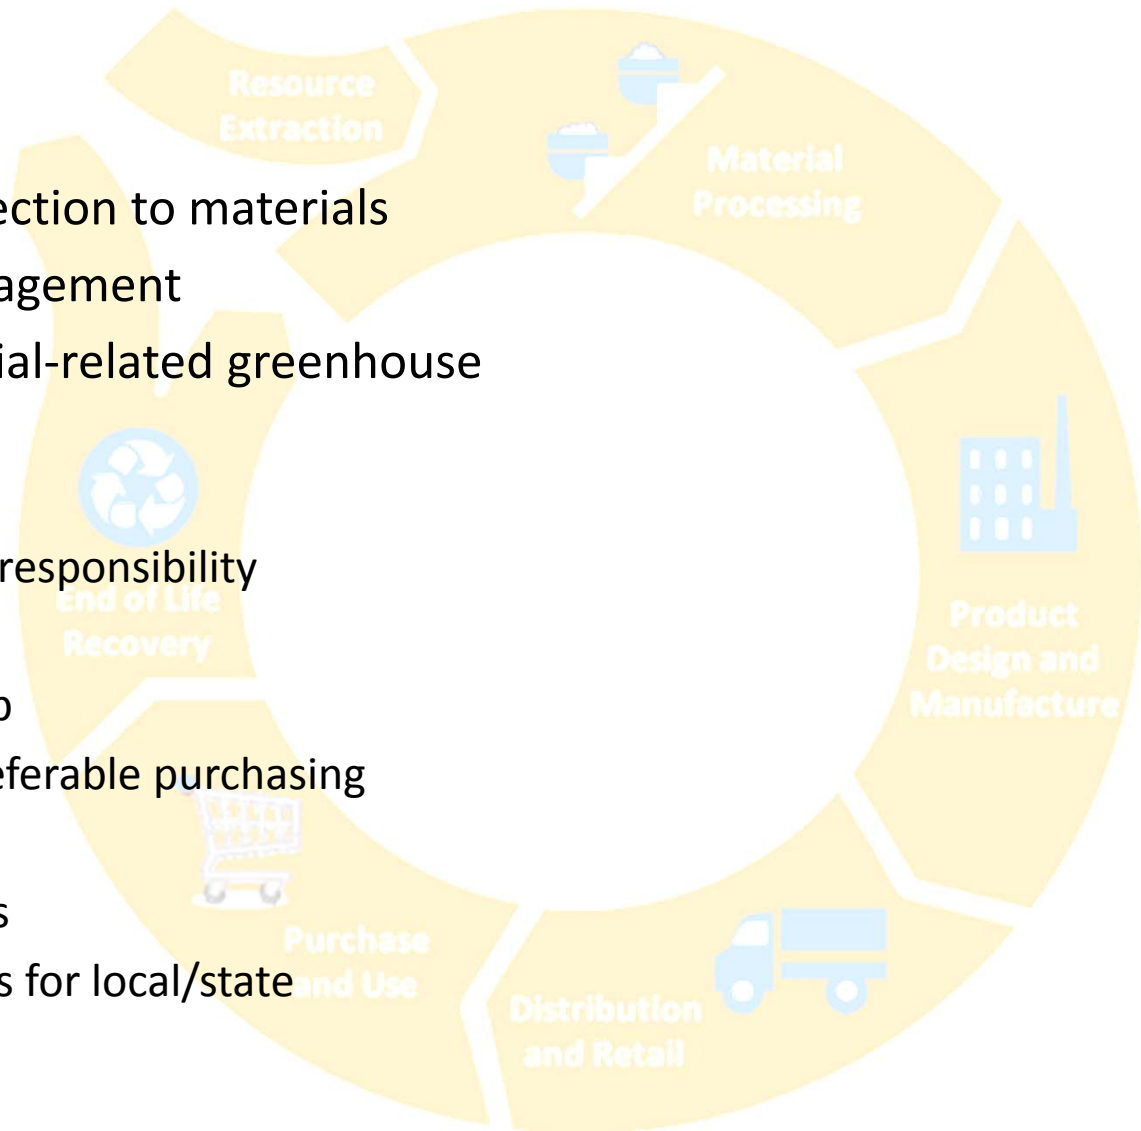 Resource
Extraction
Material
Processing
ection to materials
agement
ial-related greenhouse
responsibility
End of Life
Recovery
Product
Design and
Manufacture
eferable purchasing
s
Purchase
and Use
s for local/state
Distribution
and Retail